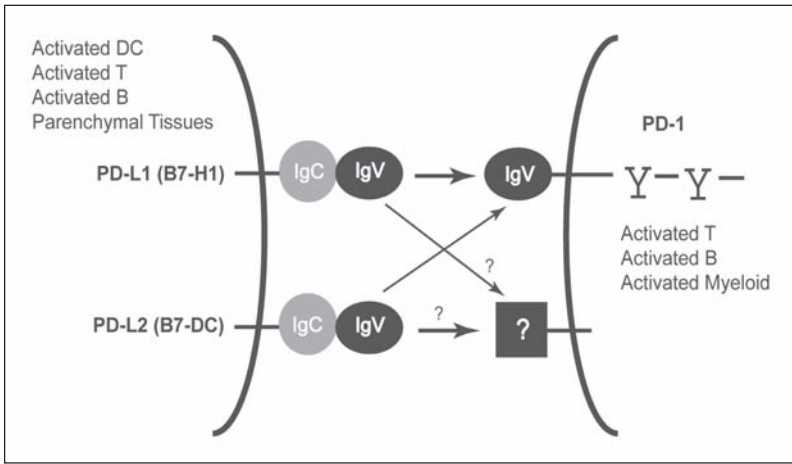 Activated DC
Activated T
Activated B
Parenchymal Tissues
PD-L1 (B7-H1)
IgC
IgV
IgV
PD-1
Y Y
Activated T
Activated B
Activated Myeloid
?
PD-L2 (B7-DC)
IgC
IgV
?
?